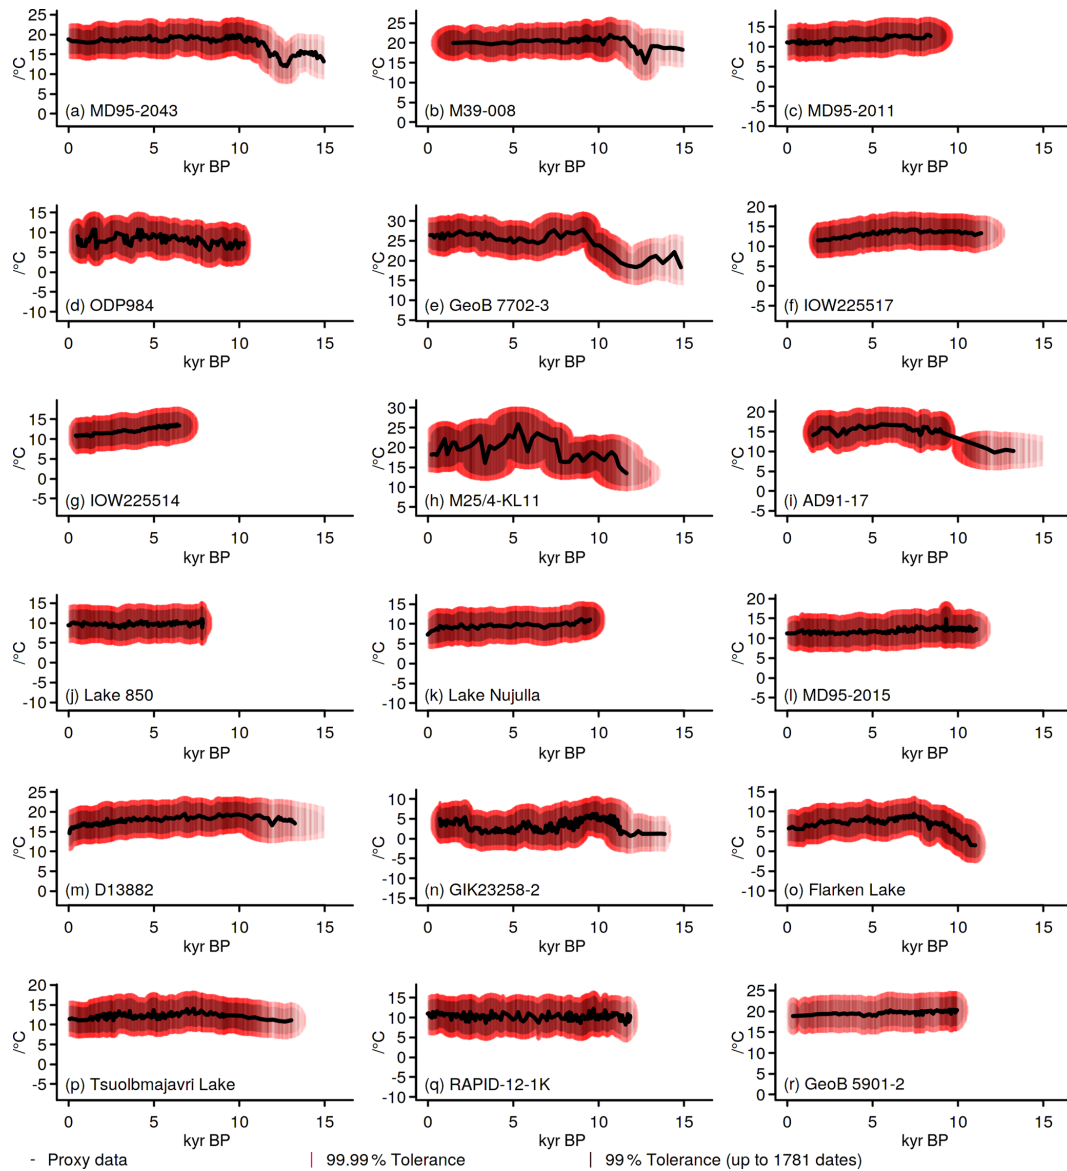 /°C
25
20
15
10
5
0
(a) MD95-2043
0 5 10 15
kyr BP
/°C
25
20
15
10
5
0
(b) M39-008
0 5 10 15
kyr BP
/°C
15
10
5
0
-5
-10
(c) MD95-2011
0 5 10 15
kyr BP
/°C
15
10
5
0
-5
-10
(d) ODP984
0 5 10 15
kyr BP
/°C
30
25
20
15
10
5
(e) GeoB 7702-3
0 5 10 15
kyr BP
/°C
20
15
10
5
0
-5
(f) IOW225517
0 5 10 15
kyr BP
/°C
15
10
5
0
-5
(g) IOW225514
0 5 10 15
kyr BP
/°C
30
25
20
15
10
5
(h) M25/4-KL11
0 5 10 15
kyr BP
/°C
20
15
10
5
0
-5
(i) AD91-17
0 5 10 15
kyr BP
/°C
15
10
5
0
-5
-10
(j) Lake 850
0 5 10 15
kyr BP
/°C
15
10
5
0
-5
-10
(k) Lake Nujulla
0 5 10 15
kyr BP
/°C
20
15
10
5
0
-5
(l) MD95-2015
0 5 10 15
kyr BP
/°C
25
20
15
10
5
0
(m) D13882
0 5 10 15
kyr BP
/°C
10
5
0
-5
-10
-15
(n) GIK23258-2
0 5 10 15
kyr BP
/°C
15
10
5
0
-5
-10
(o) Flarken Lake
0 5 10 15
kyr BP
/°C
20
15
10
5
0
-5
(p) Tsuolbmajavri Lake
0 5 10 15
kyr BP
/°C
15
10
5
0
-5
-10
(q) RAPID-12-1K
0 5 10 15
kyr BP
/°C
25
20
15
10
5
0
(r) GeoB 5901-2
0 5 10 15
kyr BP
- Proxy data | 99.99 % Tolerance | 99 % Tolerance (up to 1781 dates)